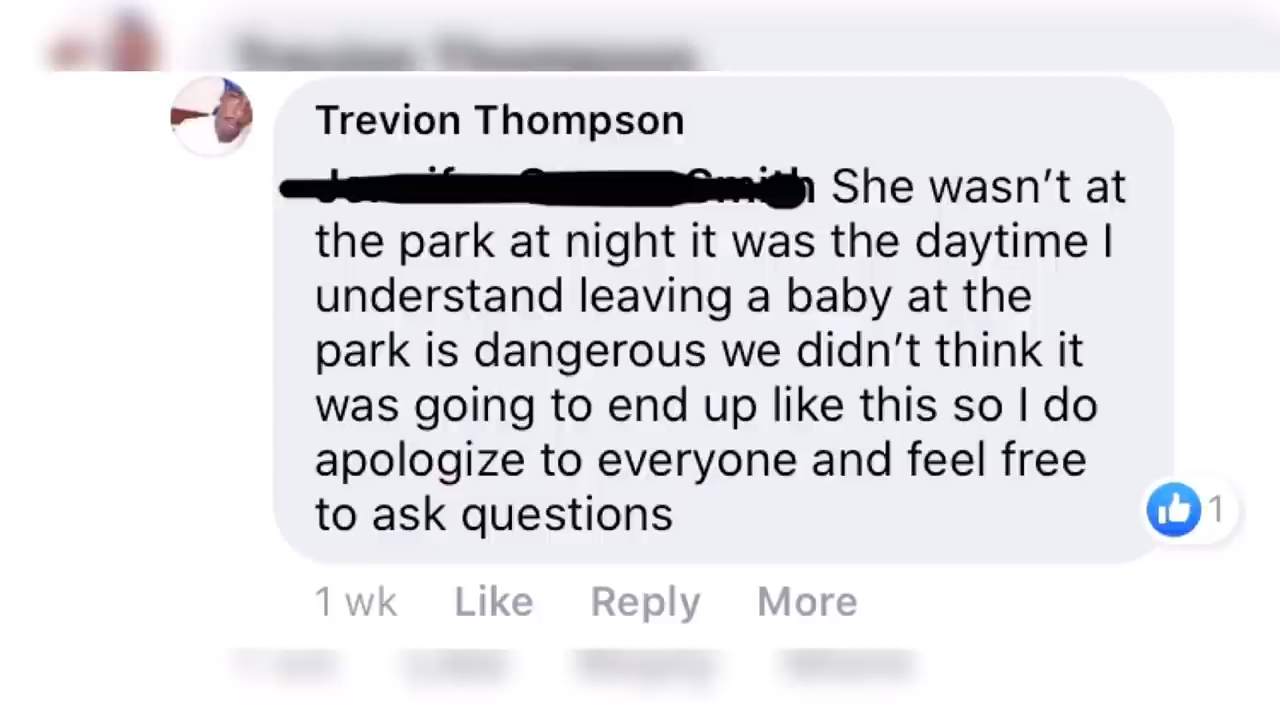 Trevion Thompson
Smith She wasn't at
the park at night it was the daytime I
understand leaving a baby at the
park is dangerous we didn't think it
was going to end up like this so I do
apologize to everyone and feel free
to ask questions
1
1 wk Like Reply More